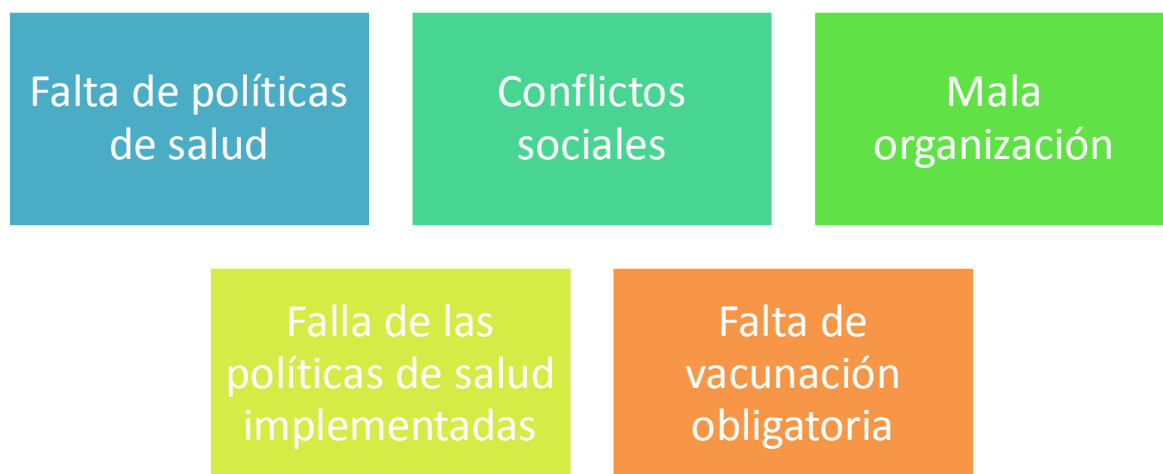 Falta de políticas
de salud
Conflictos
sociales
Mala
organización
Falla de las
políticas de salud
implementadas
Falta de
vacunación
obligatoria